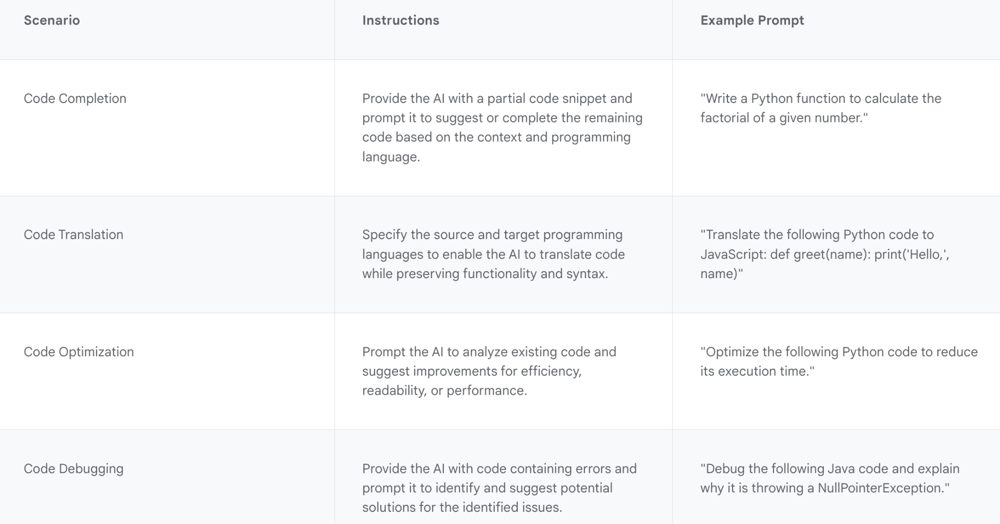 Scenario
Instructions
Example Prompt
Code Completion
Provide the AI with a partial code snippet and
prompt it to suggest or complete the remaining
code based on the context and programming
language.
"Write a Python function to calculate the
factorial of a given number."
Code Translation
Specify the source and target programming
languages to enable the AI to translate code
while preserving functionality and syntax.
"Translate the following Python code to
JavaScript: def greet(name): print('Hello,',
name)"
Code Optimization
Prompt the AI to analyze existing code and
suggest improvements for efficiency,
readability, or performance.
"Optimize the following Python code to reduce
its execution time."
Code Debugging
Provide the AI with code containing errors and
prompt it to identify and suggest potential
solutions for the identified issues.
"Debug the following Java code and explain
why it is throwing a NullPointerException."